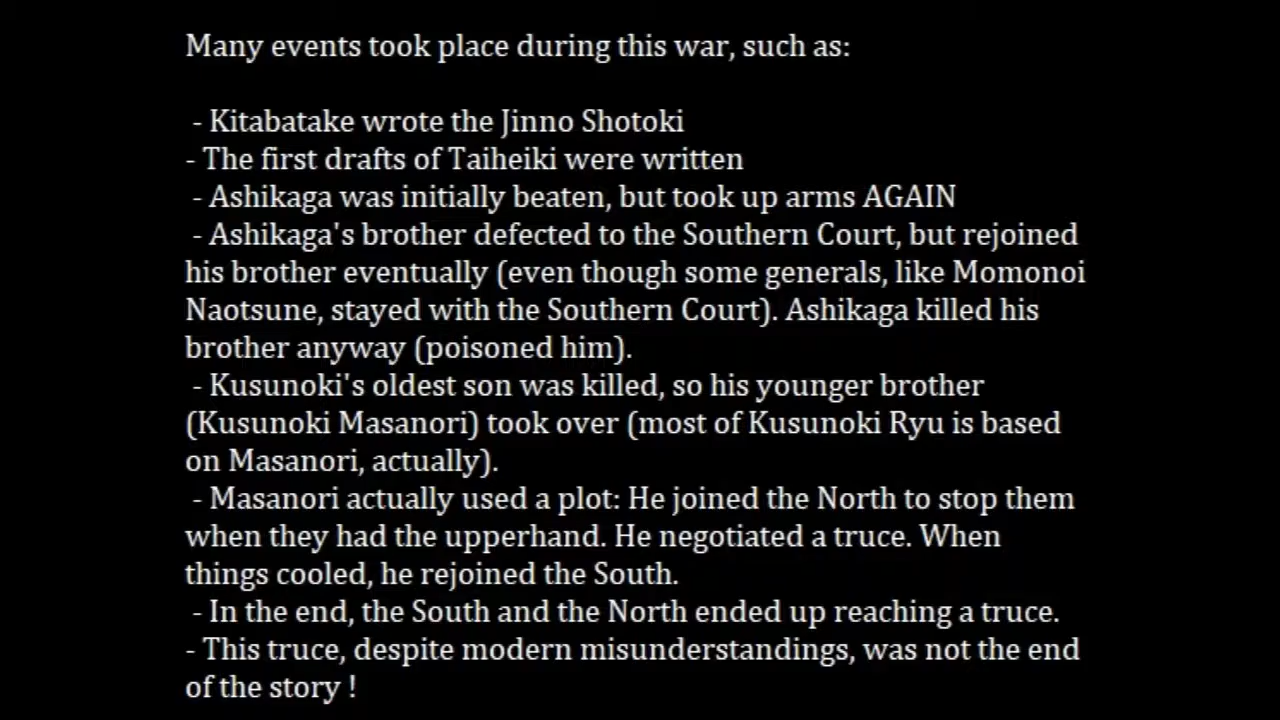 Many events took place during this war, such as:
- Kitabatake wrote the Jinno Shotoki
- The first drafts of Taiheiki were written
- Ashikaga was initially beaten, but took up arms AGAIN
- Ashikaga's brother defected to the Southern Court, but rejoined
his brother eventually (even though some generals, like Momonoi
Naotsune, stayed with the Southern Court). Ashikaga killed his
brother anyway (poisoned him).
- Kusunoki's oldest son was killed, so his younger brother
(Kusunoki Masanori) took over (most of Kusunoki Ryu is based
on Masanori, actually).
- Masanori actually used a plot: He joined the North to stop them
when they had the upperhand. He negotiated a truce. When
things cooled, he rejoined the South.
- In the end, the South and the North ended up reaching a truce.
- This truce, despite modern misunderstandings, was not the end
of the story !